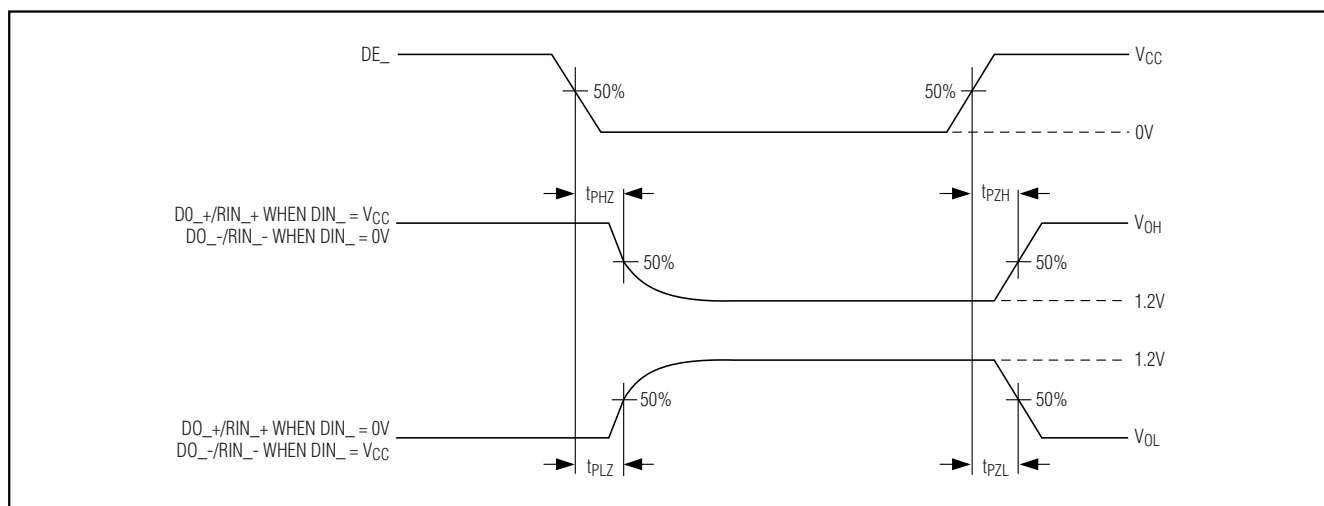 DE_
VCC
50%
50%
0V
tPHZ
tPZH
DO_+/RIN_+ WHEN DIN_ = VCC
DO_-/RIN_- WHEN DIN_ = 0V
VOH
50%
50%
1.2V
1.2V
50%
50%
DO_+/RIN_+ WHEN DIN_ = 0V
DO_-/RIN_- WHEN DIN_ = VCC
VOL
tPLZ
tPZL